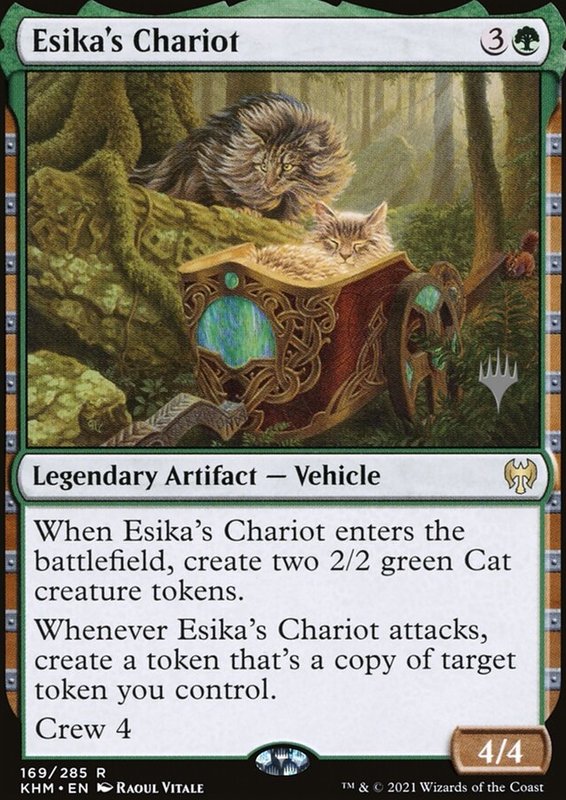 Esika's Chariot 3
Legendary Artifact — Vehicle
When Esika's Chariot enters the
battlefield, create two 2/2 green Cat
creature tokens.
Whenever Esika's Chariot attacks,
create a token that's a copy of target
token you control.
Crew 4
4/4
169/285 R
KHM • EN Raoul Vitale
™ & © 2021 Wizards of the Coast